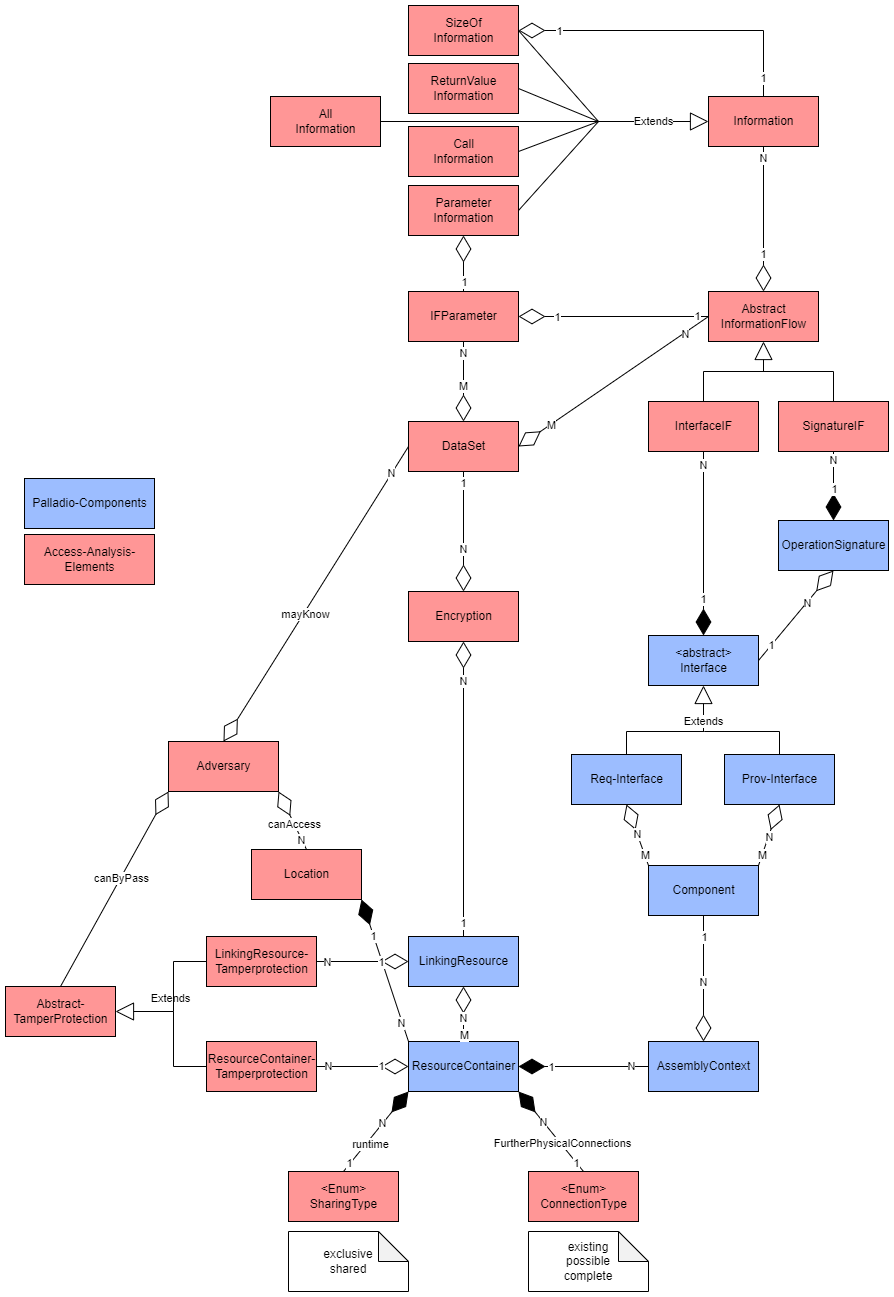 SizeOf
Information
1
1
ReturnValue
Information
All
Information
Extends
Information
Call
Information
N
Parameter
Information
1
1
IFParameter
1
1
Abstract
InformationFlow
N
N
M
M
DataSet
InterfaceIF
SignatureIF
N
1
N
N
1
Palladio-Components
Access-Analysis-
Elements
OperationSignature
N
Encryption
mayKnow
N
1
1
<abstract>
Interface
N
Extends
Adversary
Req-Interface
Prov-Interface
canAccess
N
N
N
M
M
canByPass
Location
Component
1
1
1
LinkingResource-
Tamperprotection
N
1
LinkingResource
N
Abstract-
TamperProtection
Extends
N
N
M
ResourceContainer-
Tamperprotection
N
1
ResourceContainer
1
N
AssemblyContext
N
N
runtime
FurtherPhysicalConnections
1
1
<Enum>
SharingType
<Enum>
ConnectionType
exclusive
shared
existing
possible
complete